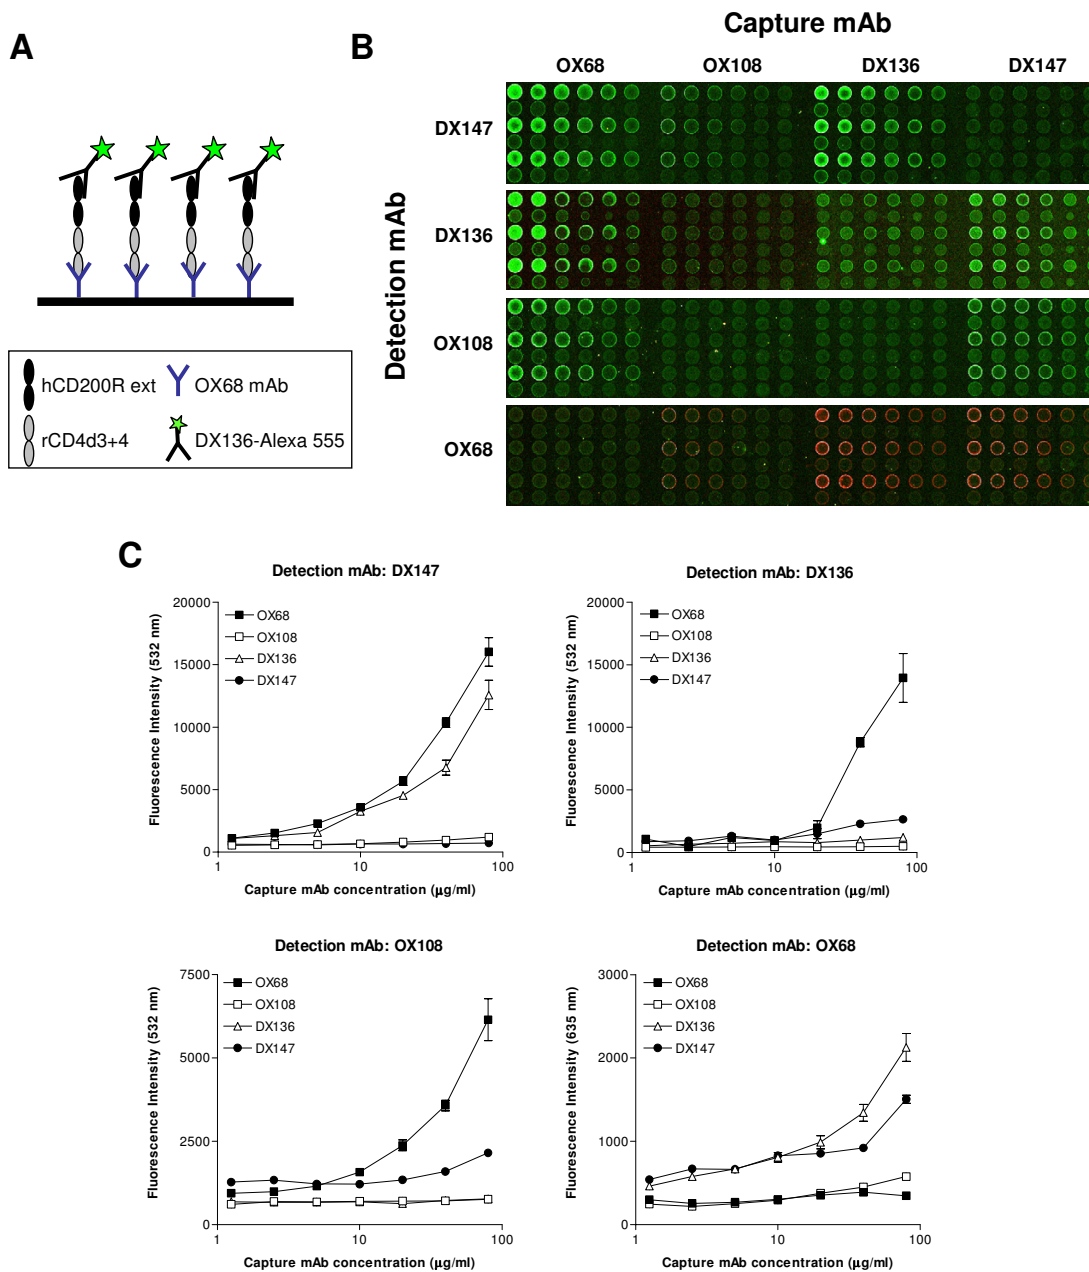 A
B
Capture mAb
OX68 OX108 DX136 DX147
Detection mAb
DX147
DX136
OX108
OX68
hCD200R ext
OX68 mAb
rCD4d3+4
DX136-Alexa 555
C
Detection mAb: DX147
Fluorescence Intensity (532 nm)
20000
15000
10000
5000
0
OX68
OX108
DX136
DX147
1 10 100
Capture mAb concentration (µg/ml)
Detection mAb: DX136
Fluorescence Intensity (532 nm)
20000
15000
10000
5000
0
OX68
OX108
DX136
DX147
1 10 100
Capture mAb concentration (µg/ml)
Detection mAb: OX108
Fluorescence Intensity (532 nm)
7500
5000
2500
0
OX68
OX108
DX136
DX147
1 10 100
Capture mAb concentration (µg/ml)
Detection mAb: OX68
Fluorescence Intensity (635 nm)
3000
2000
1000
0
OX68
OX108
DX136
DX147
1 10 100
Capture mAb concentration (µg/ml)